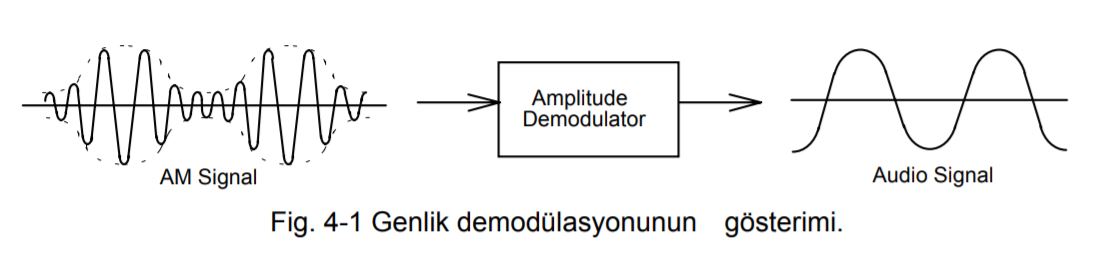 Amplitude
Demodulator
AM Signal
Audio Signal
Fig. 4-1 Genlik demodülasyonunun gösterimi.